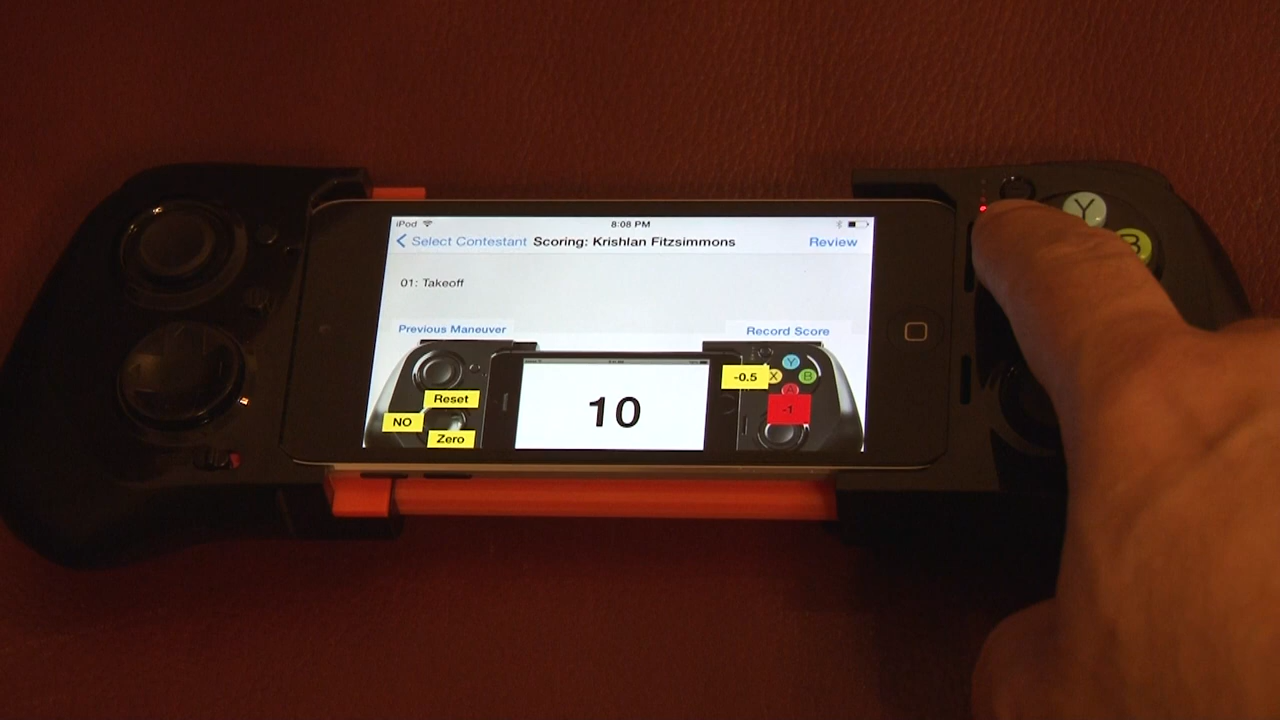 iPod 8:08 PM
Select Contestant Scoring: Krishlan Fitzsimmons Review
01: Takeoff
Previous Maneuver Record Score
Y
B
Y
-0.5 X B
A
Reset
10
-1
NO
Zero